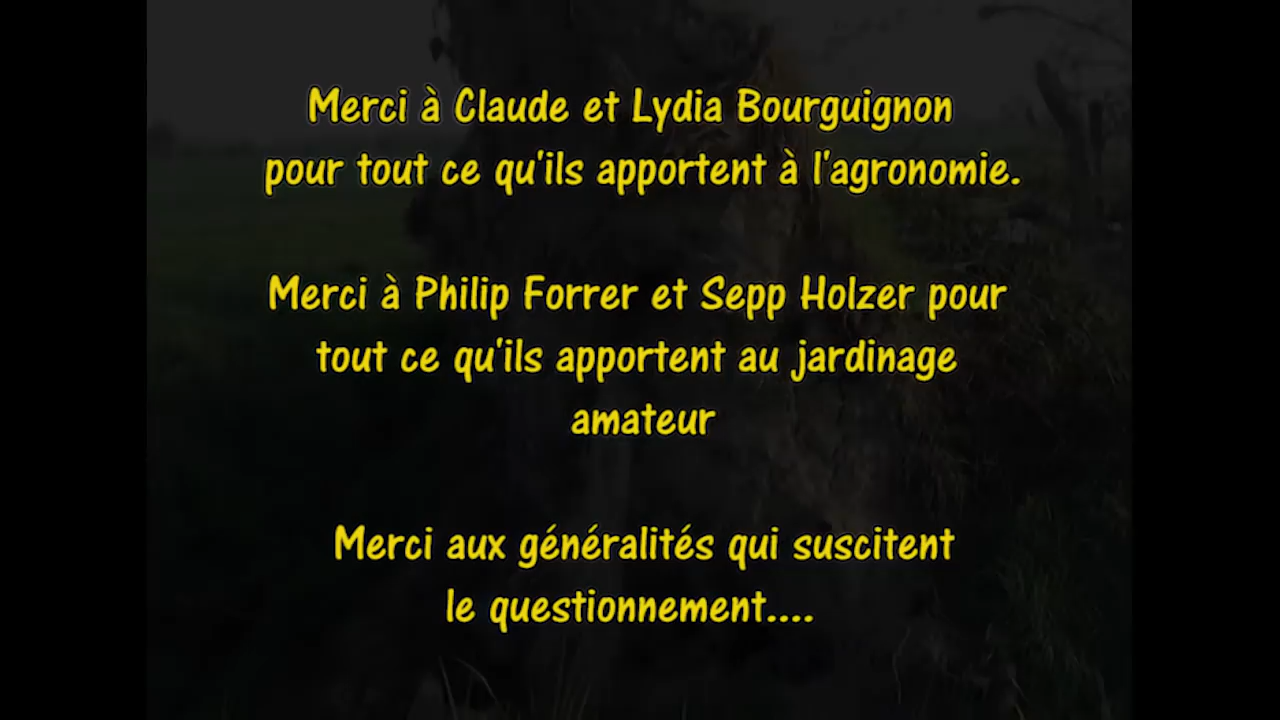 Merci à Claude et Lydia Bourguignon
pour tout ce qu'ils apportent à l'agronomie.
Merci à Philip Forrer et Sepp Holzer pour
tout ce qu'ils apportent au jardinage
amateur
Merci aux généralités qui suscitent
le questionnement....